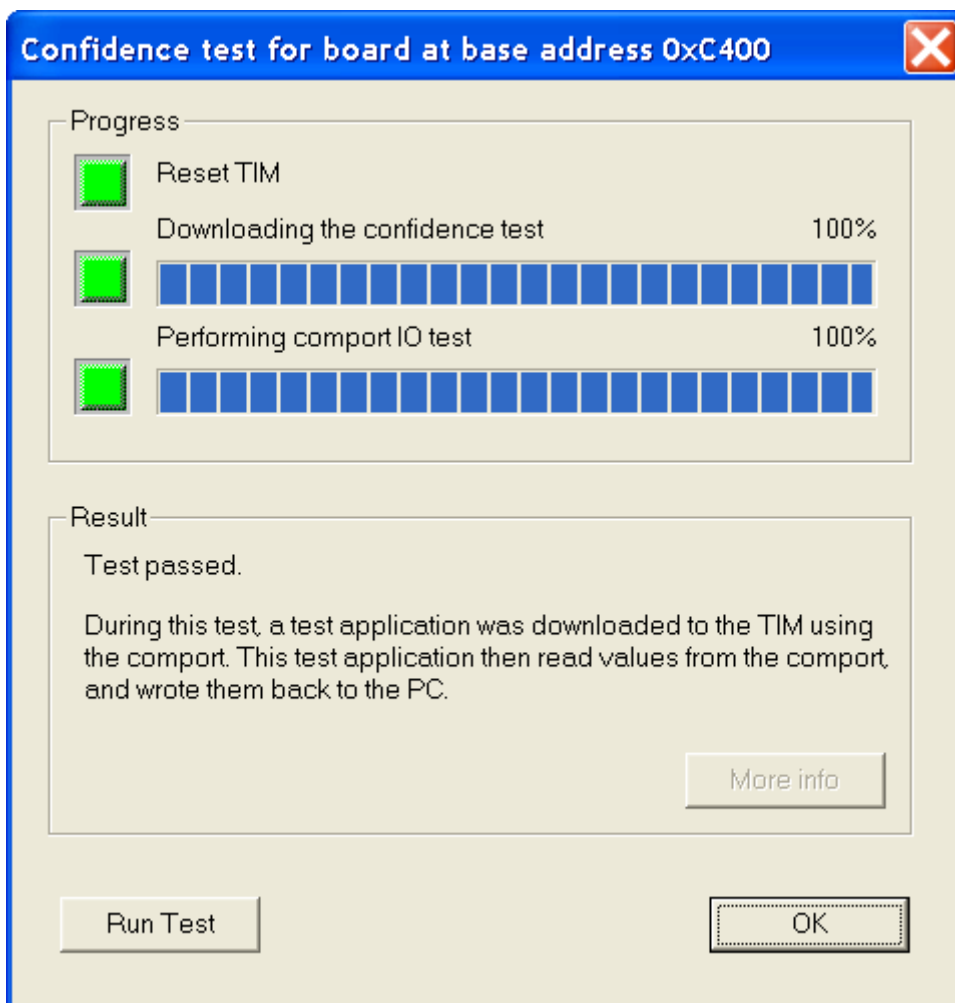 Confidence test for board at base address 0xC400
Progress
Reset TIM
Downloading the confidence test 100%
Performing comport IO test 100%
Result
Test passed.
During this test, a test application was downloaded to the TIM using
the comport. This test application then read values from the comport,
and wrote them back to the PC.
More info
Run Test OK